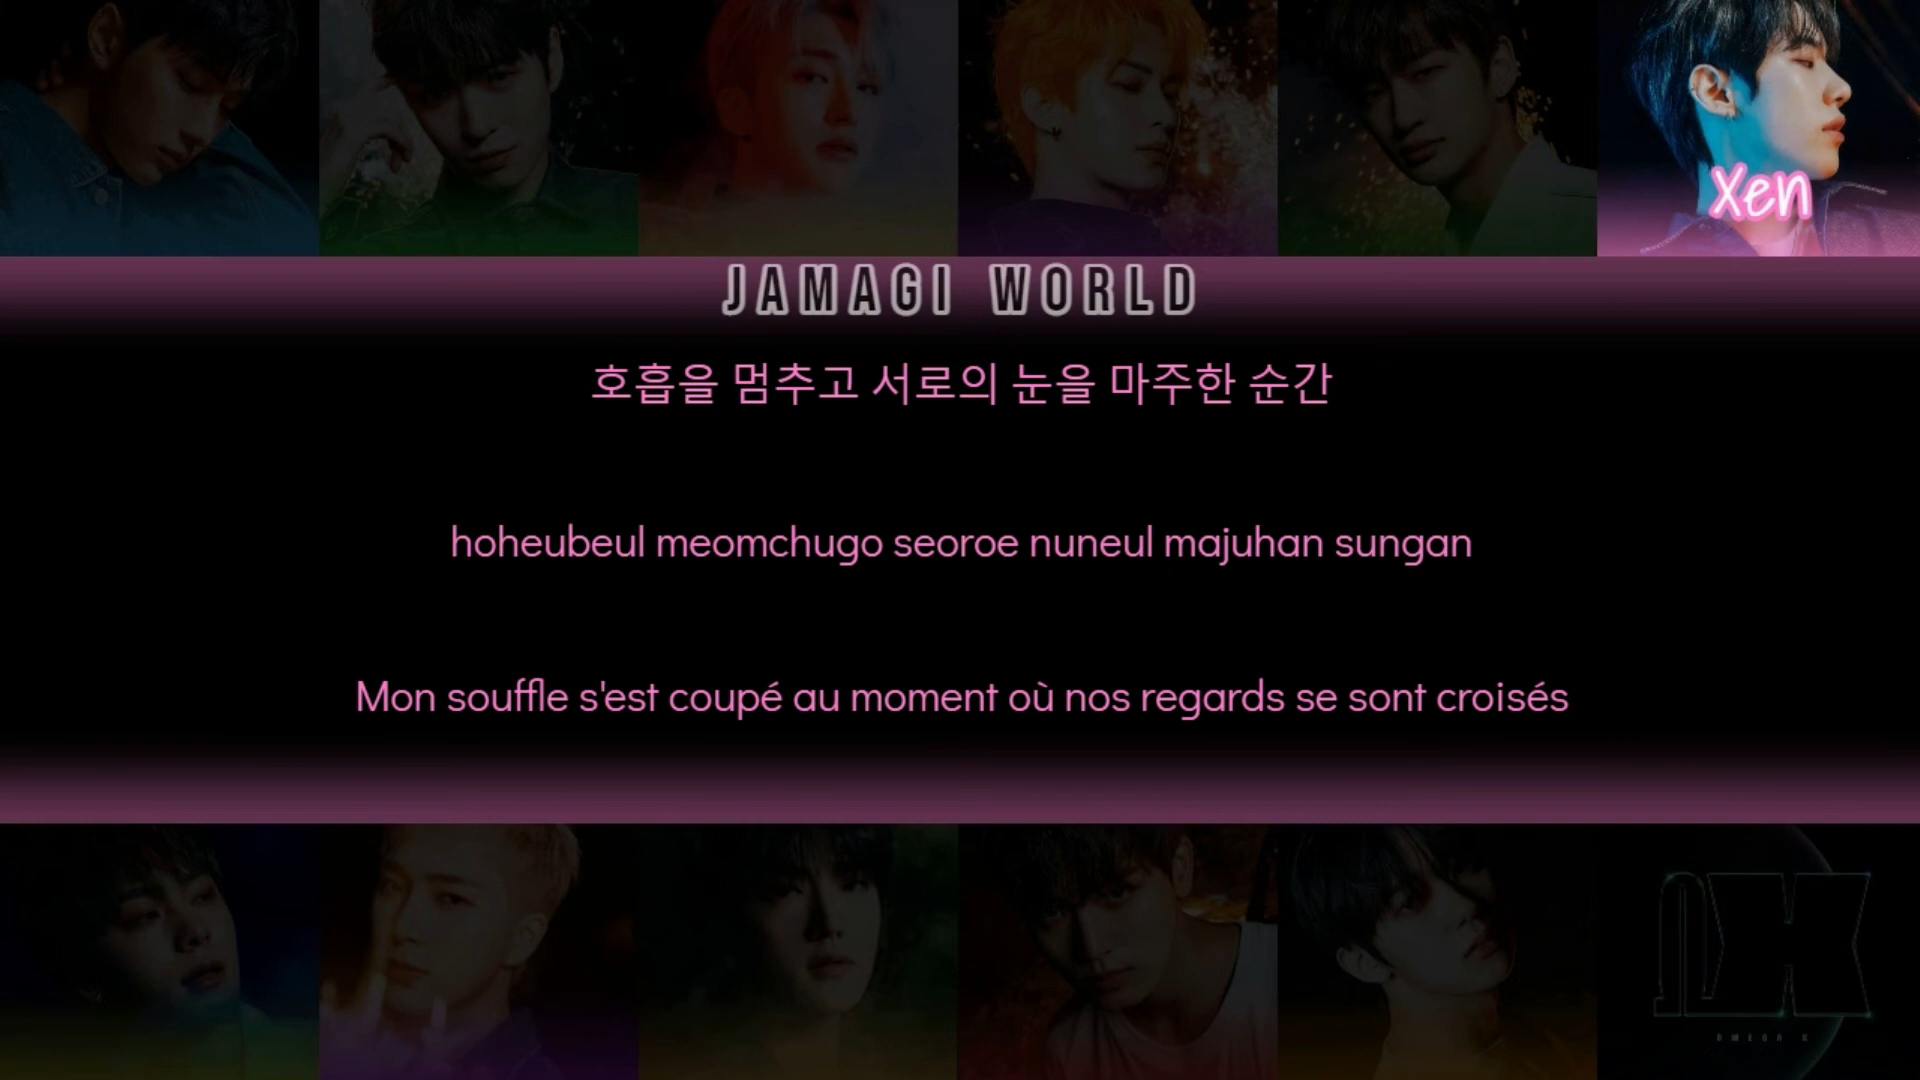 Xen
JAMAGI WORLD
호흡을 멈추고 서로의 눈을 마주한 순간
hoheubeul meomchugo seoroe nuneul majuhan sungan
Mon souffle s'est coupé au moment où nos regards se sont croisés
OMEGA X